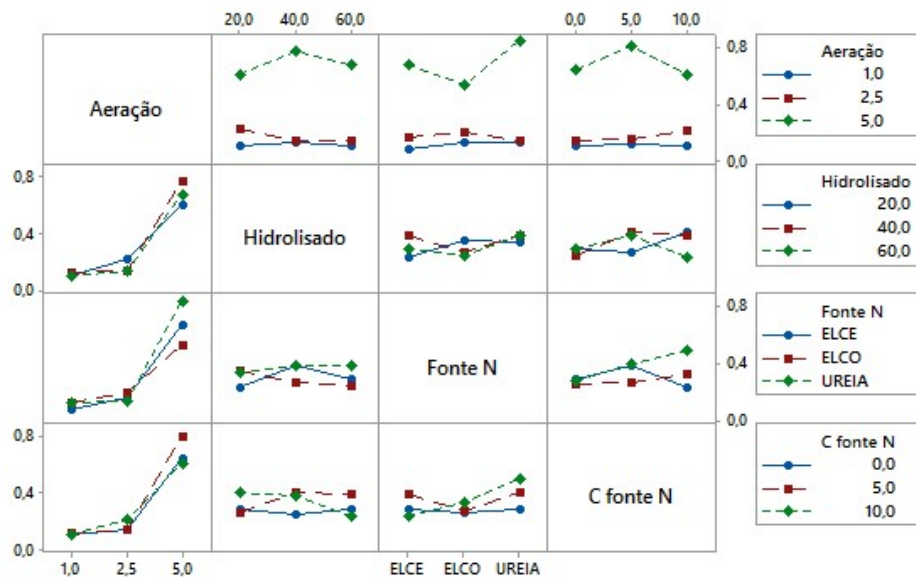 20,0 40,0 60,0 0,0 5,0 10,0
Aeração
0,8
0,4
0,0
Aeração
1,0
2,5
5,0
0,8
0,4
0,0
Hidrolisado
Hidrolisado
20,0
40,0
60,0
Fonte N
0,8
0,4
0,0
Fonte N
ELCE
ELCO
UREIA
0,8
0,4
0,0
C fonte N
C fonte N
0,0
5,0
10,0
1,0 2,5 5,0 ELCE ELCO UREIA